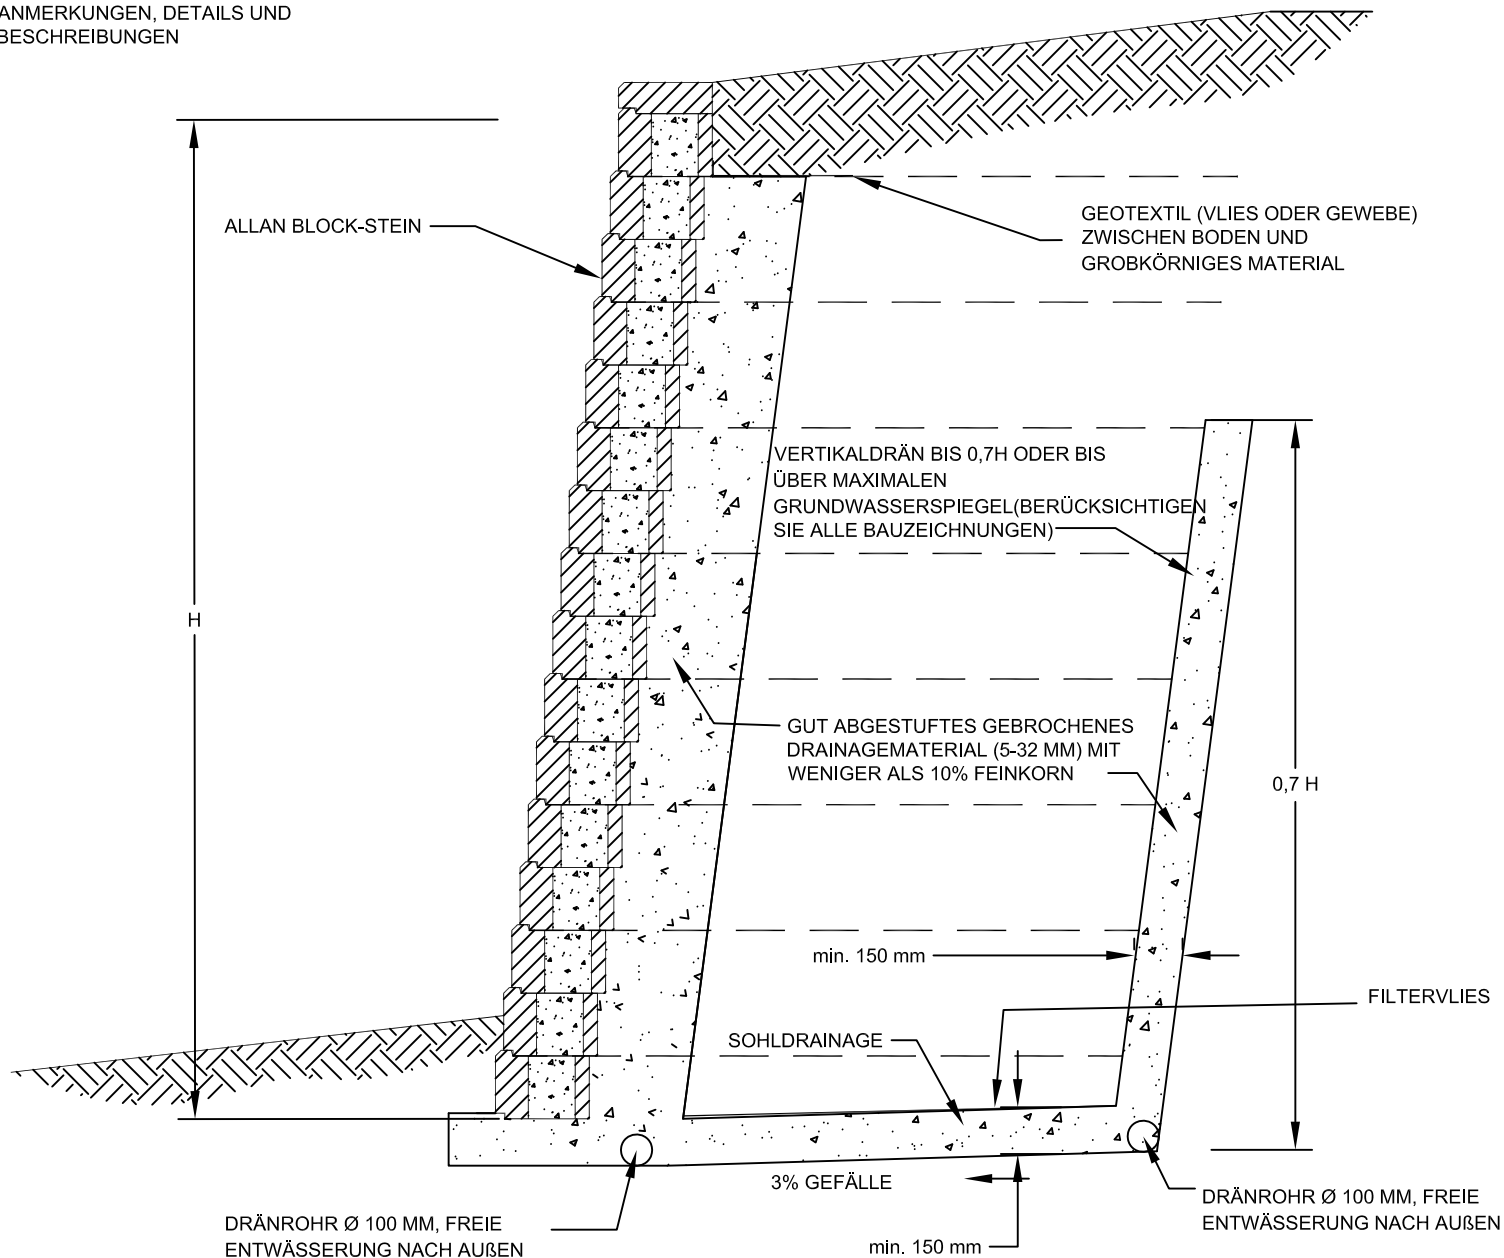 ANMERKUNGEN, DETAILS UND
BESCHREIBUNGEN
ALLAN BLOCK-STEIN
GEOTEXTIL (VLIES ODER GEWEBE)
ZWISCHEN BODEN UND
GROBKÖRNIGES MATERIAL
VERTIKALDRÄN BIS 0,7H ODER BIS
ÜBER MAXIMALEN
GRUNDWASSERSPIEGEL(BERÜCKSICHTIGEN
SIE ALLE BAUZEICHNUNGEN)
H
GUT ABGESTUFTES GEBROCHENES
DRAINAGEMATERIAL (5-32 MM) MIT
WENIGER ALS 10% FEINKORN
0,7 H
min. 150 mm
FILTERVLIES
SOHLDRAINAGE
3% GEFÄLLE
DRÄNROHR Ø 100 MM, FREIE
ENTWÄSSERUNG NACH AUßEN
DRÄNROHR Ø 100 MM, FREIE
ENTWÄSSERUNG NACH AUßEN
min. 150 mm